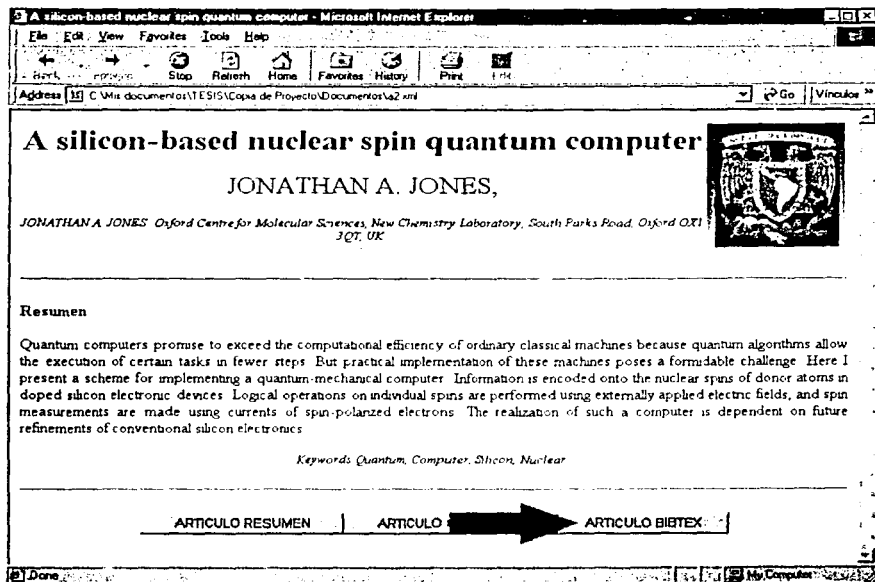 A silicon-based nuclear spin quantum computer - Microsoft Internet Explorer
File Edit View Favorites Tools Help
Back Stop Refresh Home Favorites History Print Edit
Address C:\Mis documentos\TESIS\Copia de Proyecto\Documentos\a2.xml Go Vínculos »
A silicon-based nuclear spin quantum computer
JONATHAN A. JONES,
JONATHAN A. JONES Oxford Centre for Molecular Sciences, New Chemistry Laboratory, South Parks Road, Oxford OX1
3QT, UK
Resumen
Quantum computers promise to exceed the computational efficiency of ordinary classical machines because quantum algorithms allow
the execution of certain tasks in fewer steps. But practical implementation of these machines poses a formidable challenge. Here I
present a scheme for implementing a quantum-mechanical computer. Information is encoded onto the nuclear spins of donor atoms in
doped silicon electronic devices. Logical operations on individual spins are performed using externally applied electric fields, and spin
measurements are made using currents of spin-polarized electrons. The realization of such a computer is dependent on future
refinements of conventional silicon electronics
Keywords Quantum, Computer, Silicon, Nuclear
ARTICULO RESUMEN ARTICULO ARTICULO BIBTEX
Done My Computer